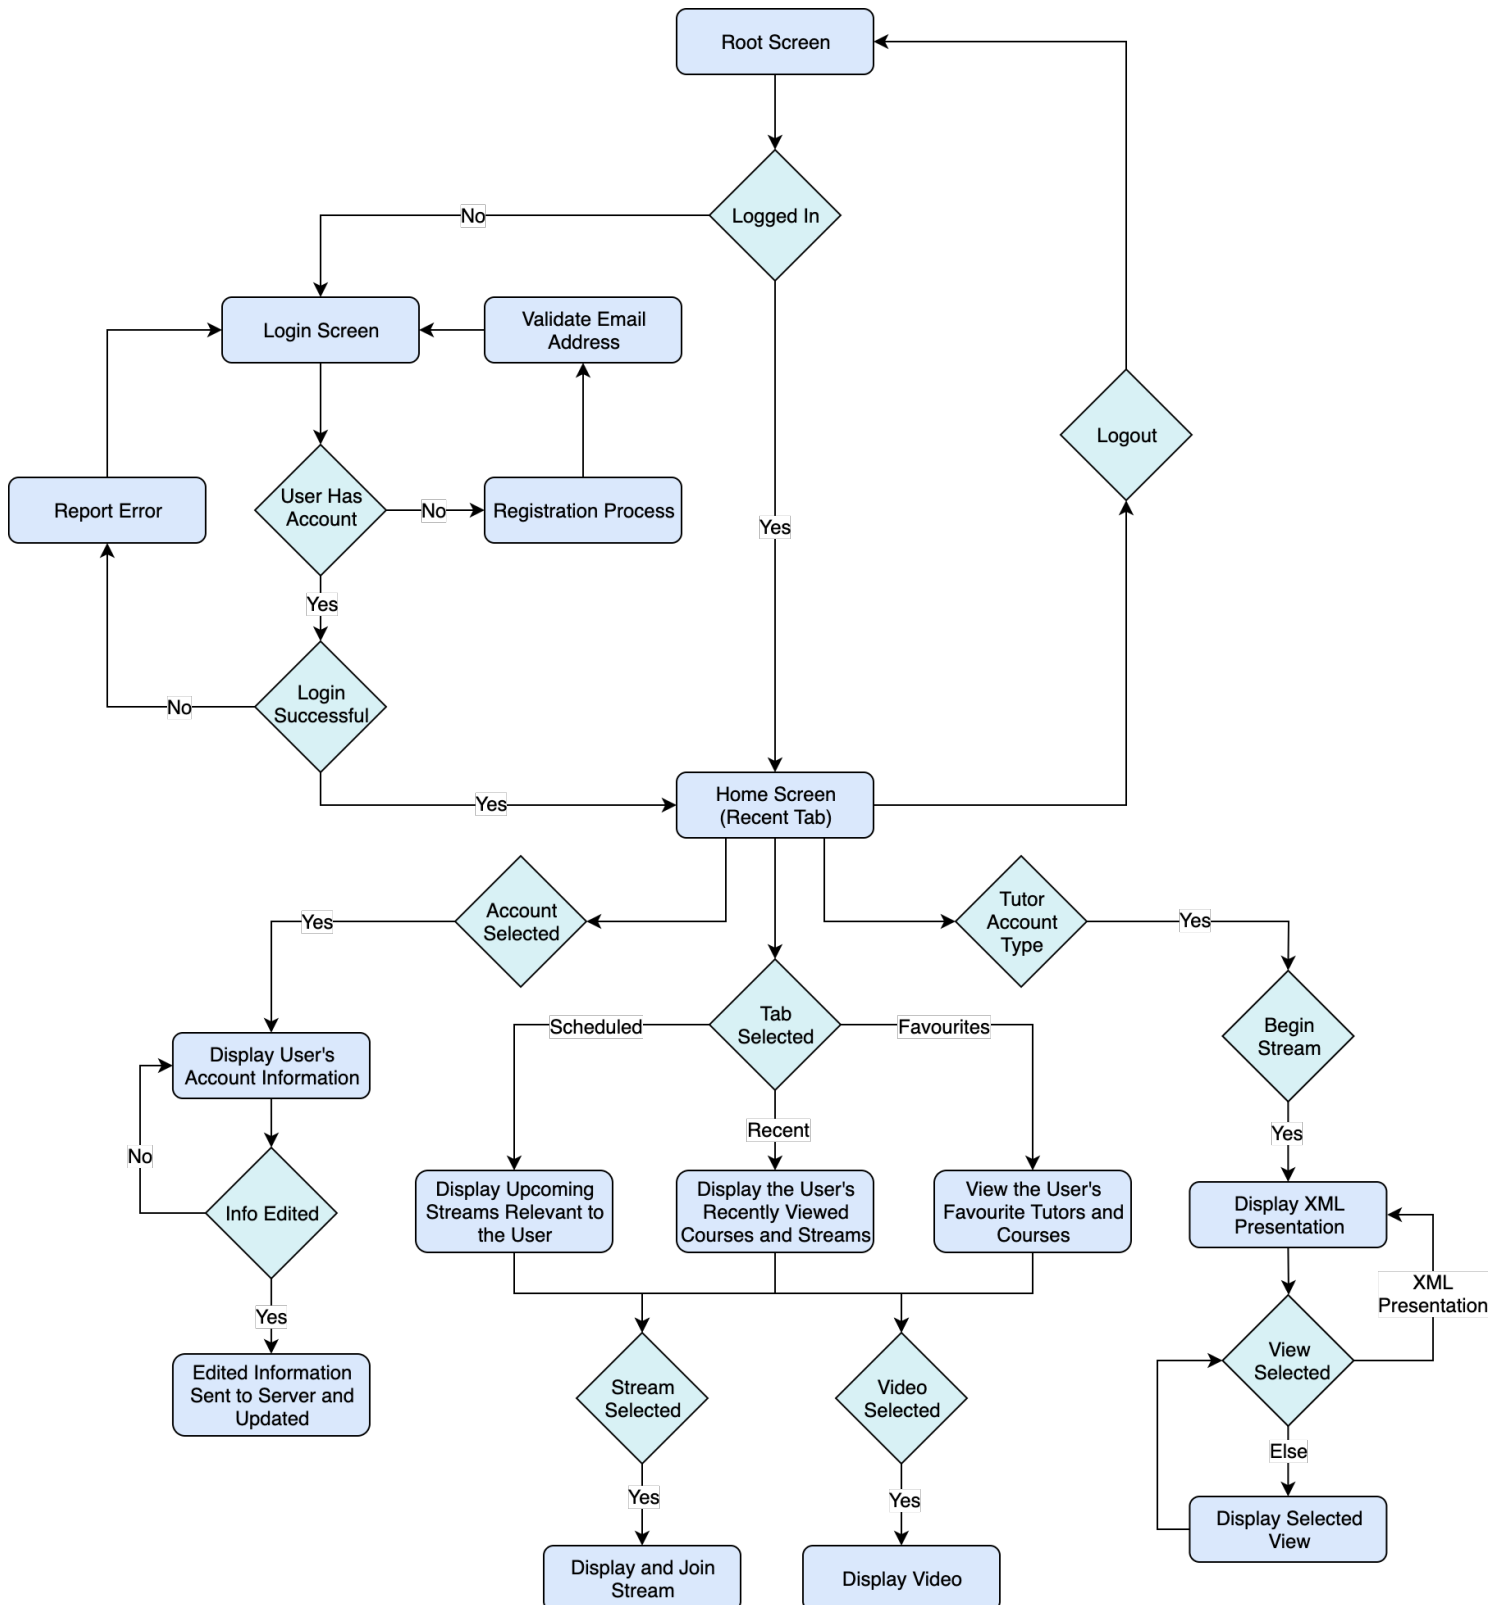 Root Screen
Logged In
No
Login Screen
Validate Email
Address
Logout
Report Error
User Has
Account
No
Registration Process
Yes
Yes
Login
Successful
No
Yes
Home Screen
(Recent Tab)
Account
Selected
Yes
Tutor
Account
Type
Yes
Display User's
Account Information
Scheduled
Tab
Selected
Favourites
Begin
Stream
No
Recent
Yes
Info Edited
Display Upcoming
Streams Relevant to
the User
Display the User's
Recently Viewed
Courses and Streams
View the User's
Favourite Tutors and
Courses
Display XML
Presentation
XML
Presentation
Yes
Edited Information
Sent to Server and
Updated
Stream
Selected
Video
Selected
View
Selected
Else
Yes
Yes
Display Selected
View
Display and Join
Stream
Display Video